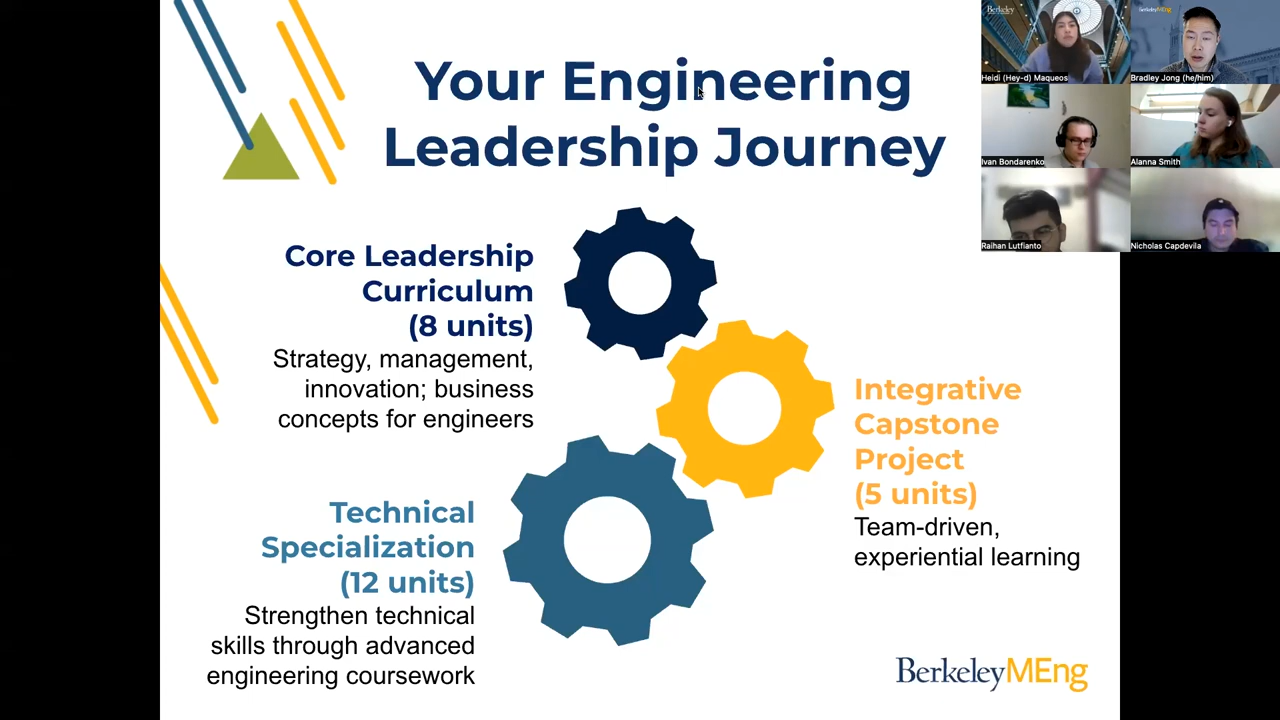 Your Engineering
Leadership Journey
Core Leadership
Curriculum
(8 units)
Strategy, management,
innovation; business
concepts for engineers
Integrative
Capstone
Project
(5 units)
Team-driven,
experiential learning
Technical
Specialization
(12 units)
Strengthen technical
skills through advanced
engineering coursework
BerkeleyMEng
Berkeley
Heidi (Hey-d) Maqueos
BerkeleyMEng
Bradley Jong (he/him)
Ivan Bondarenko
Alanna Smith
Raihan Lutfianto
Nicholas Capdevila